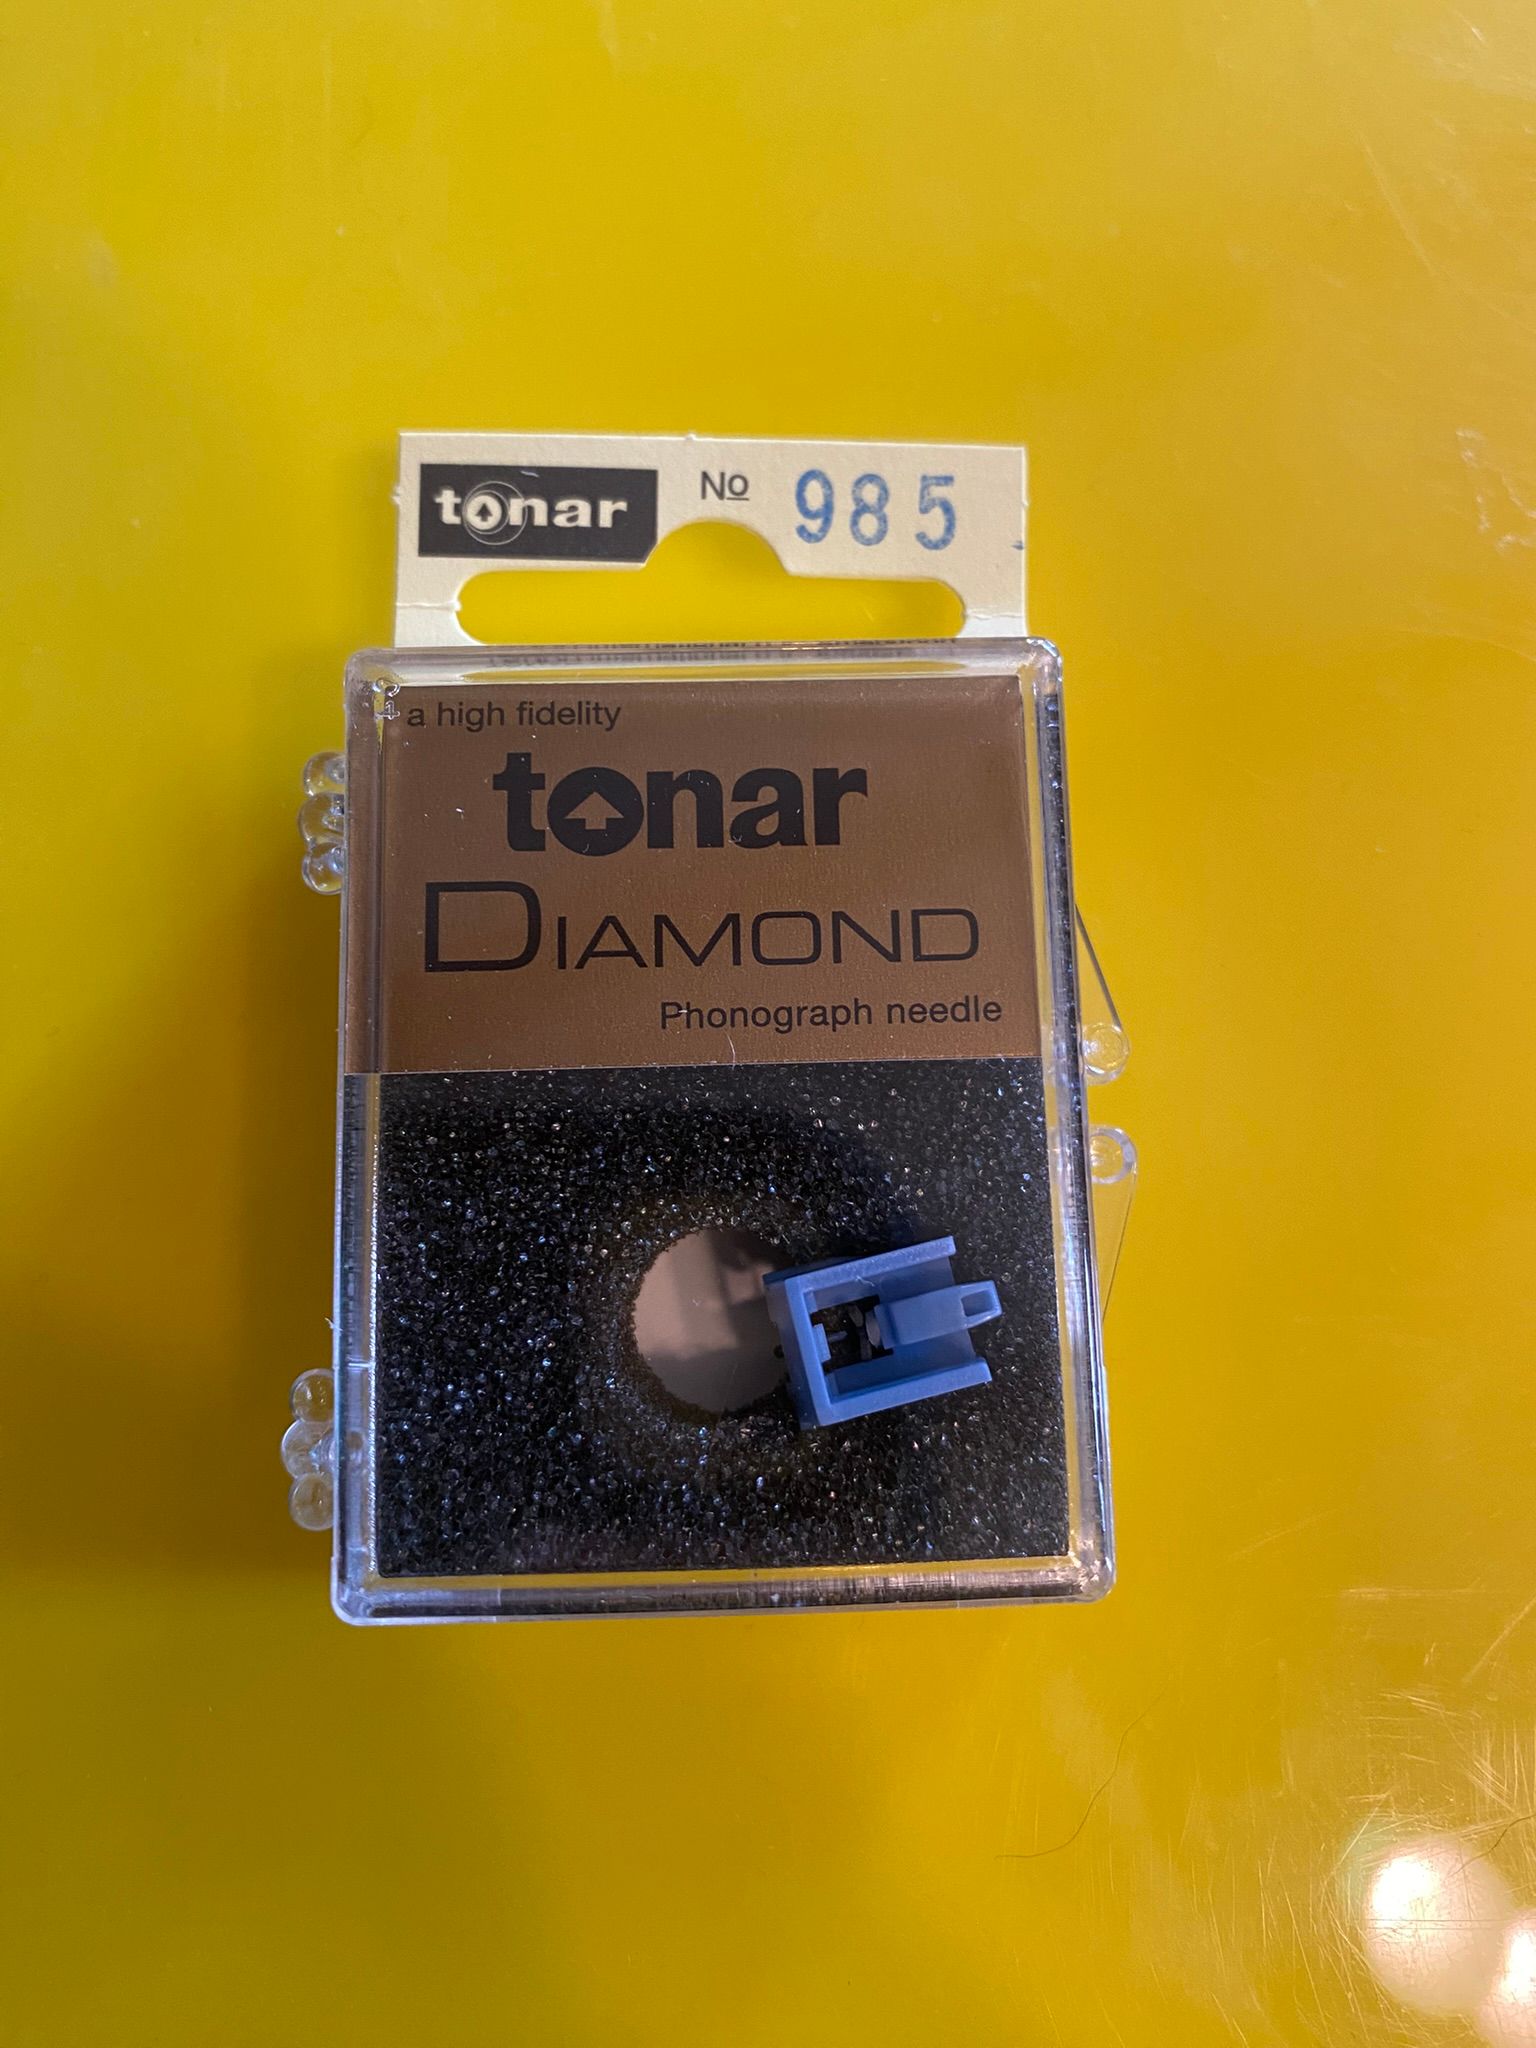 tonar No 985
a high fidelity
tonar
DIAMOND
Phonograph needle